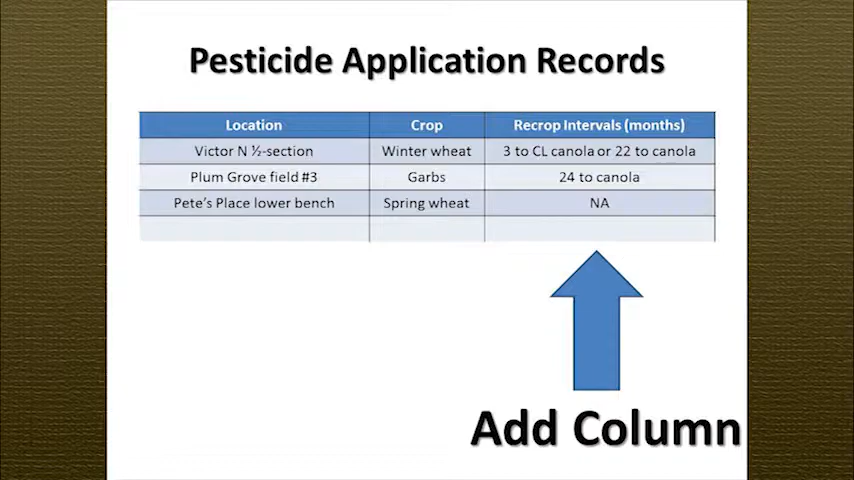 Pesticide Application Records
Location Crop Recrop Intervals (months)
Victor N ½-section Winter wheat 3 to CL canola or 22 to canola
Plum Grove field #3 Garbs 24 to canola
Pete’s Place lower bench Spring wheat NA
Add Column